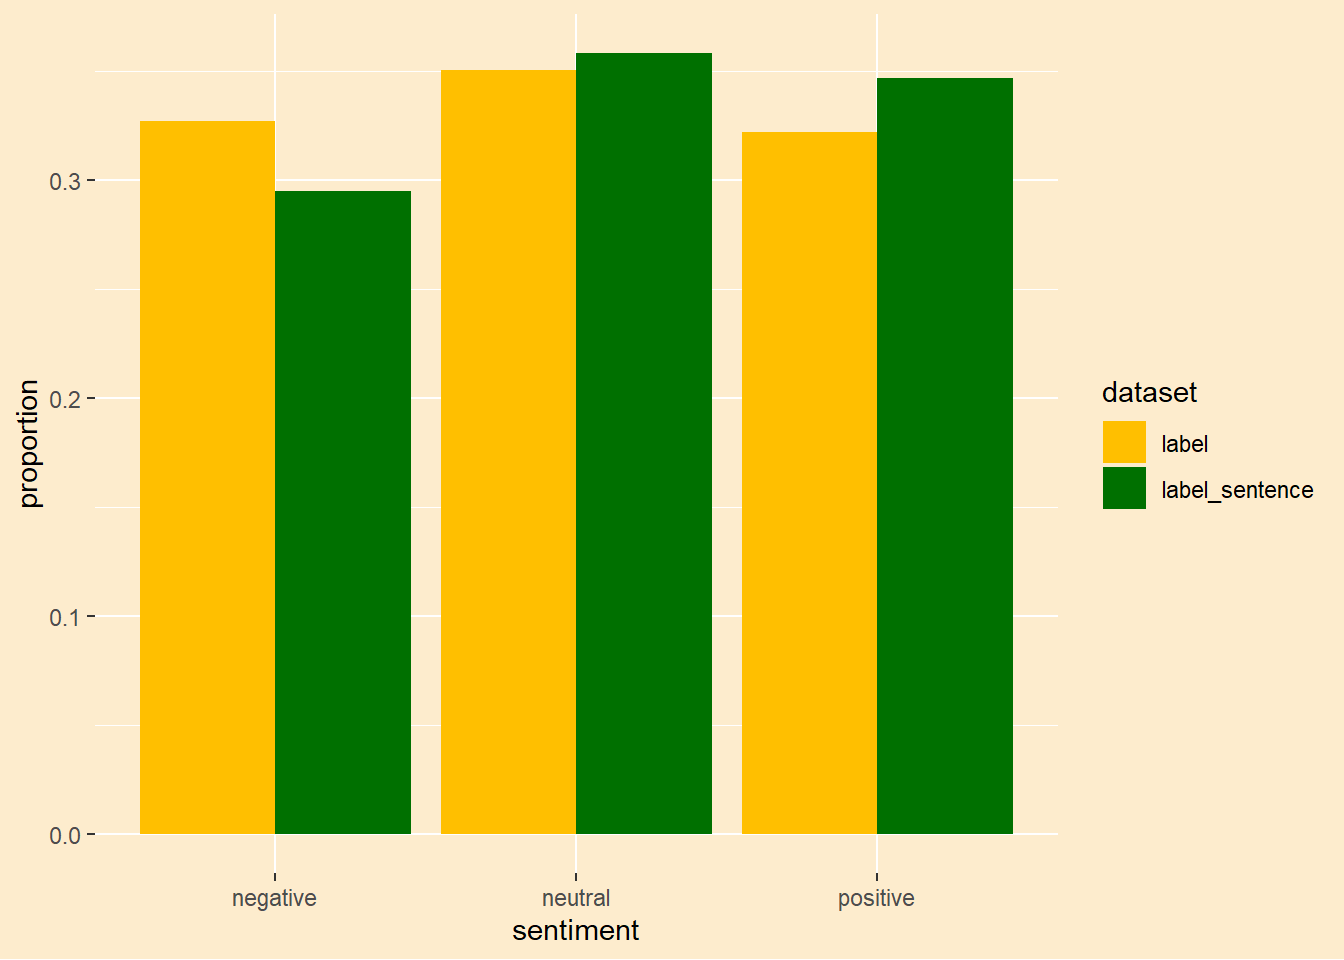 proportion
0.3
0.2
0.1
0.0
negative
neutral
positive
sentiment
dataset
label
label_sentence